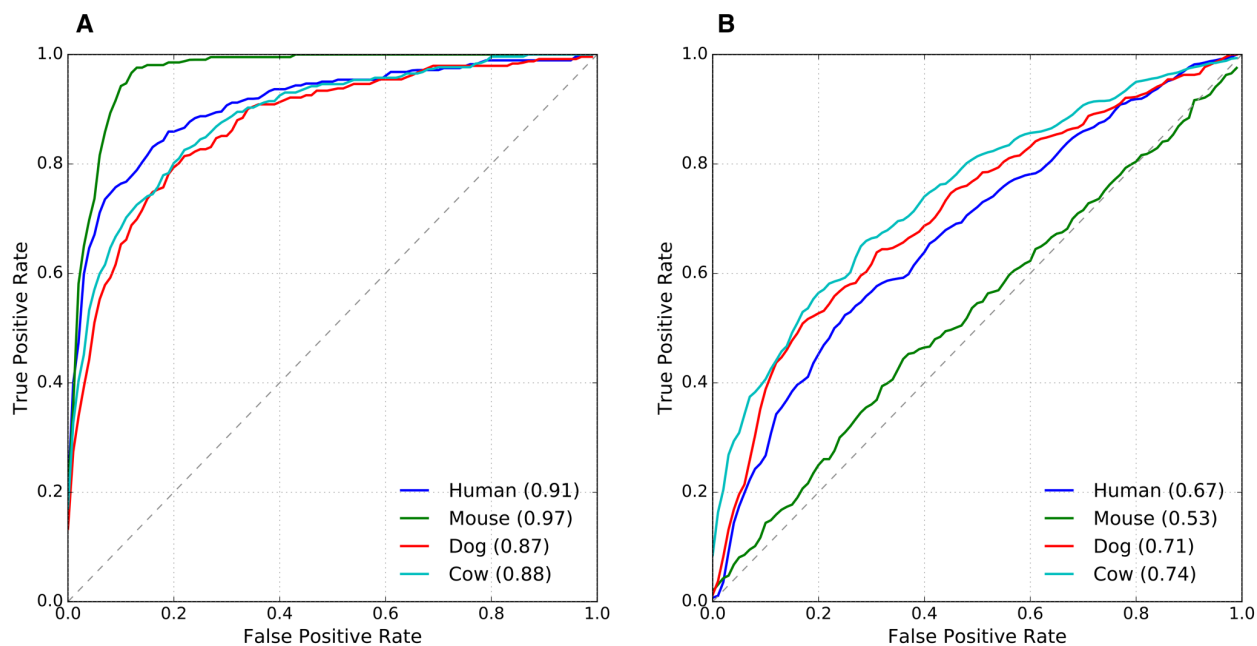 A
1.0
0.8
0.6
0.4
0.2
0.0
True Positive Rate
0.0 0.2 0.4 0.6 0.8 1.0
False Positive Rate
Human (0.91)
Mouse (0.97)
Dog (0.87)
Cow (0.88)
B
1.0
0.8
0.6
0.4
0.2
0.0
True Positive Rate
0.0 0.2 0.4 0.6 0.8 1.0
False Positive Rate
Human (0.67)
Mouse (0.53)
Dog (0.71)
Cow (0.74)